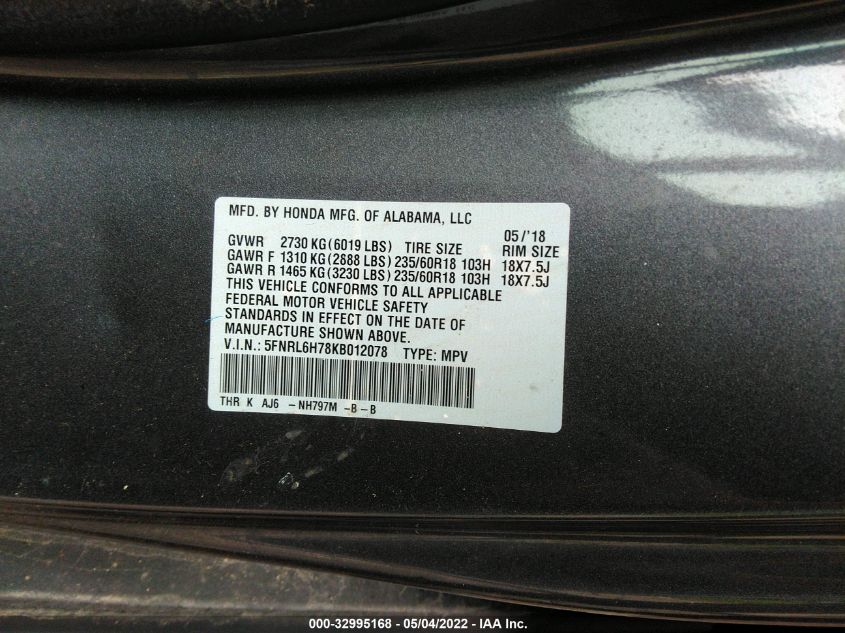 MFD. BY HONDA MFG. OF ALABAMA, LLC
05/'18
GVWR 2730 KG(6019 LBS) TIRE SIZE RIM SIZE
GAWR F 1310 KG(2888 LBS) 235/60R18 103H 18X7.5J
GAWR R 1465 KG(3230 LBS) 235/60R18 103H 18X7.5J
THIS VEHICLE CONFORMS TO ALL APPLICABLE
FEDERAL MOTOR VEHICLE SAFETY
STANDARDS IN EFFECT ON THE DATE OF
MANUFACTURE SHOWN ABOVE.
V.I.N.: 5FNRL6H78KB012078 TYPE: MPV
THR K AJ6 -NH797M -B-B
000-32995168 - 05/04/2022 - IAA Inc.